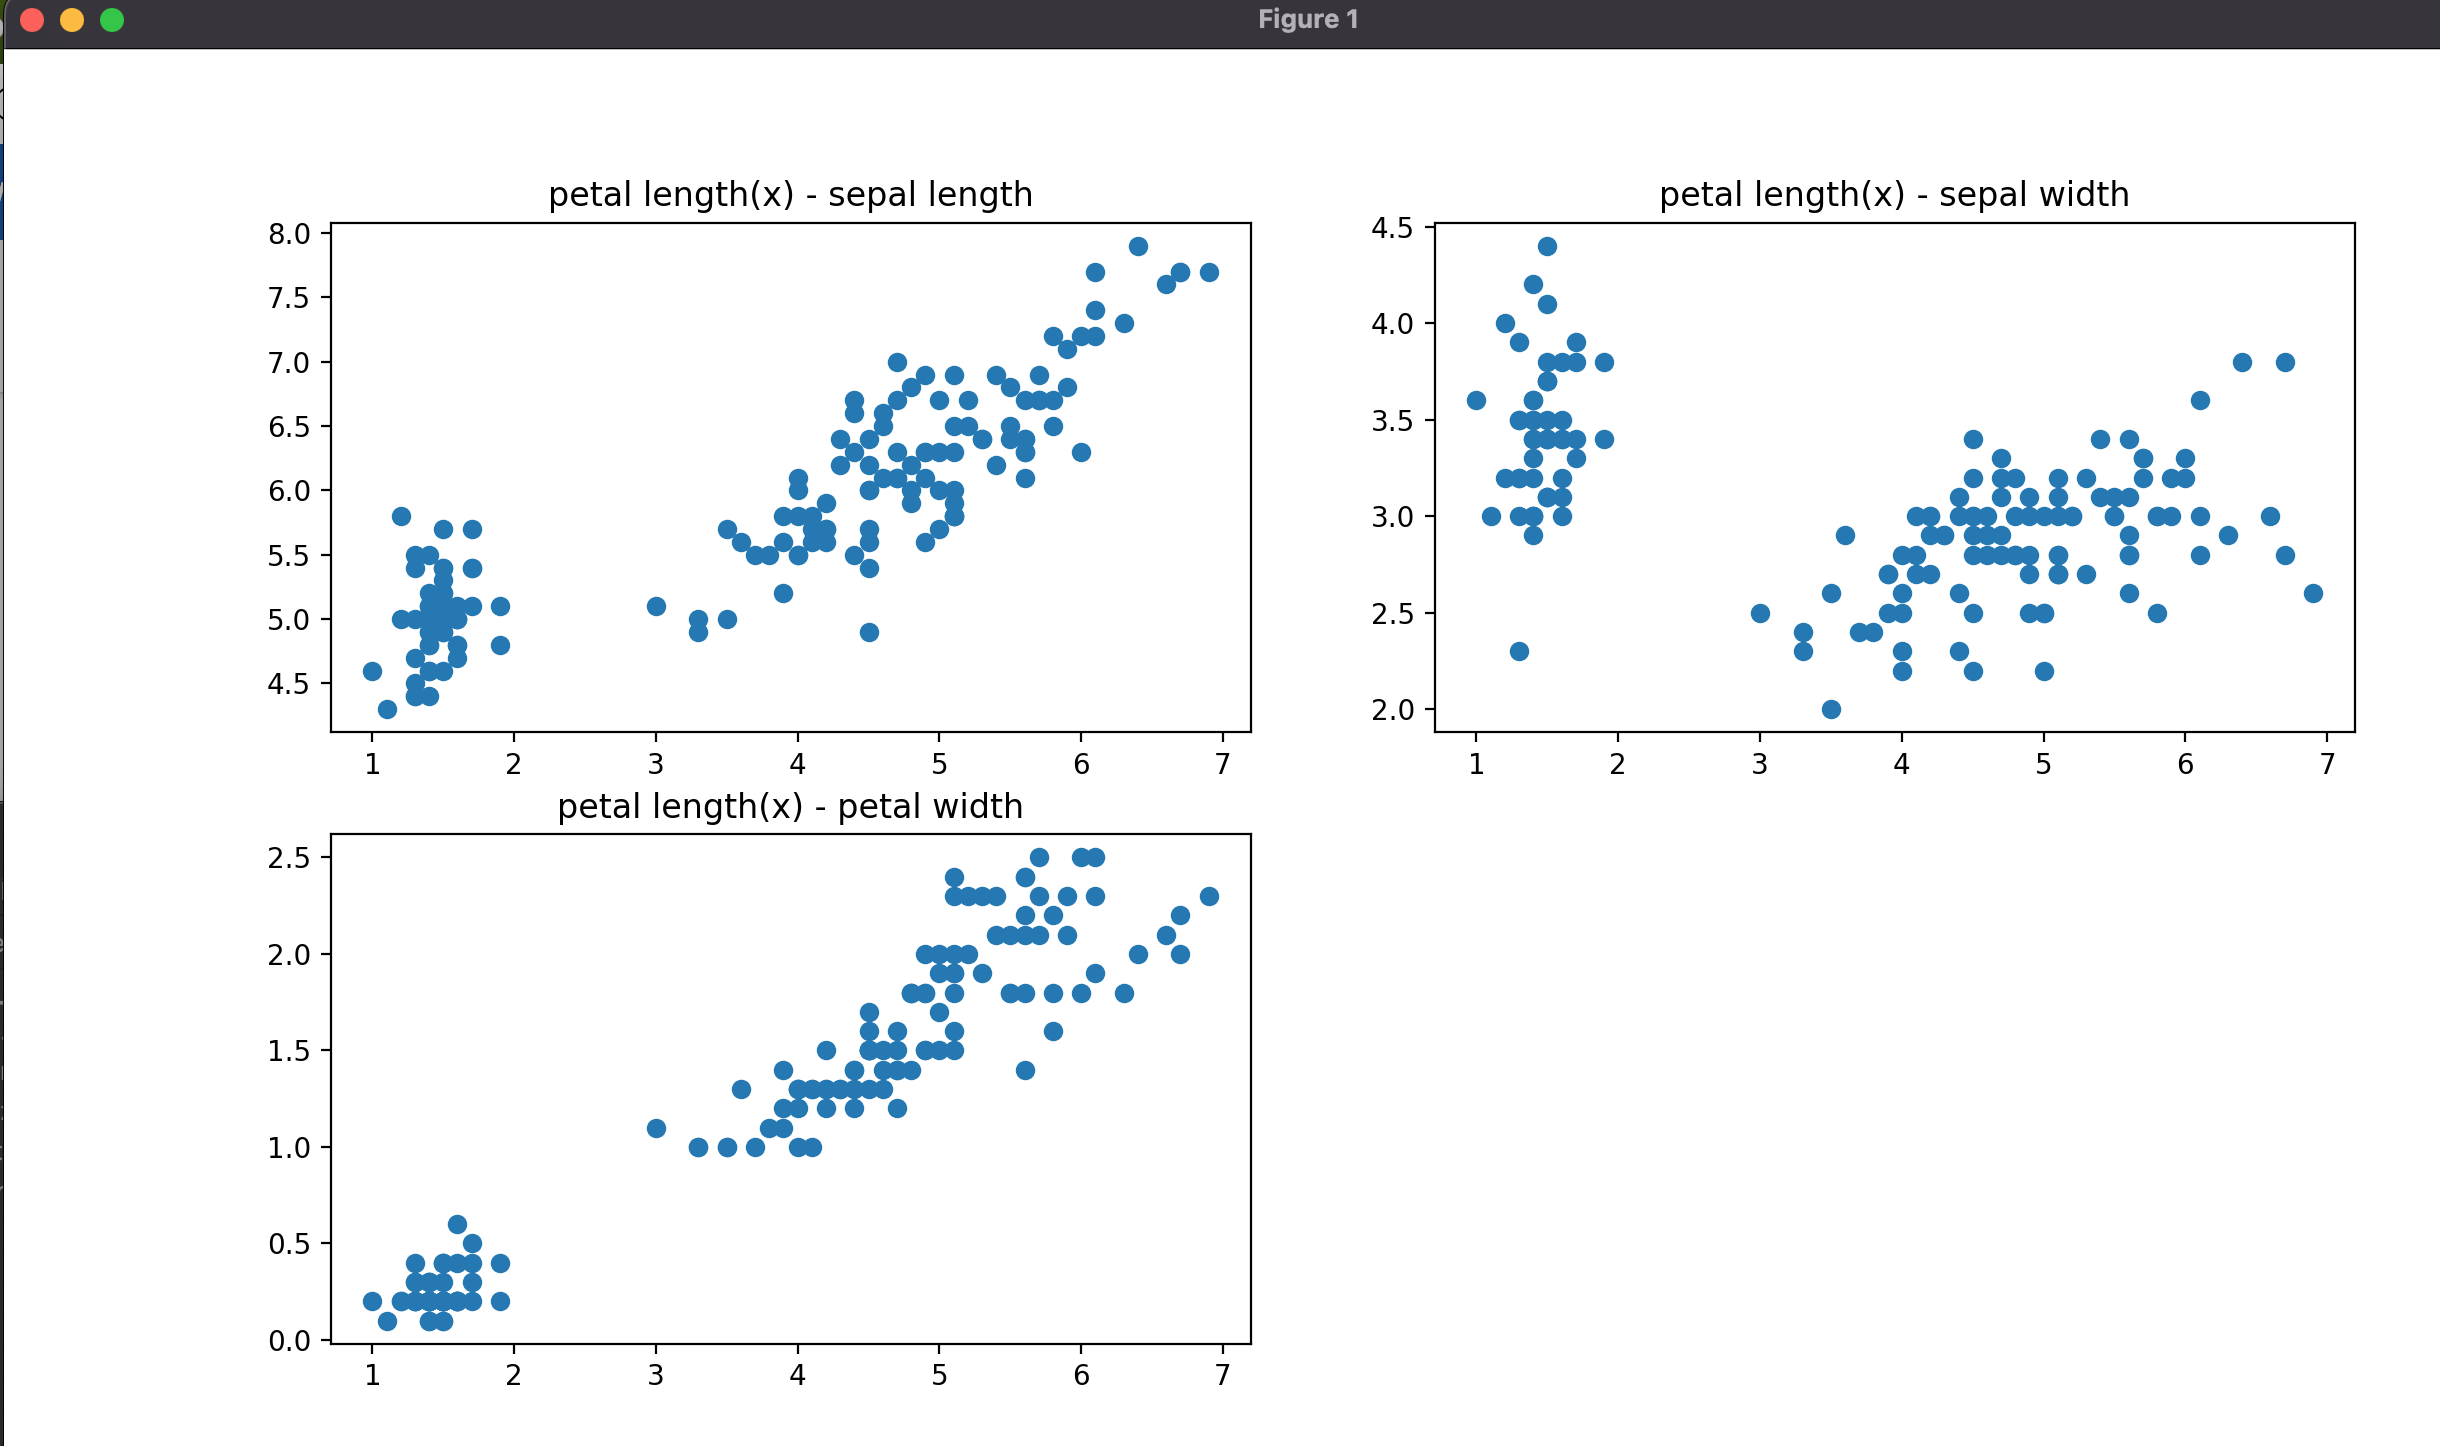 Figure 1
petal length(x) - sepal length
8.0
7.5
7.0
6.5
6.0
5.5
5.0
4.5
1 2 3 4 5 6 7
petal length(x) - sepal width
4.5
4.0
3.5
3.0
2.5
2.0
1 2 3 4 5 6 7
petal length(x) - petal width
2.5
2.0
1.5
1.0
0.5
0.0
1 2 3 4 5 6 7